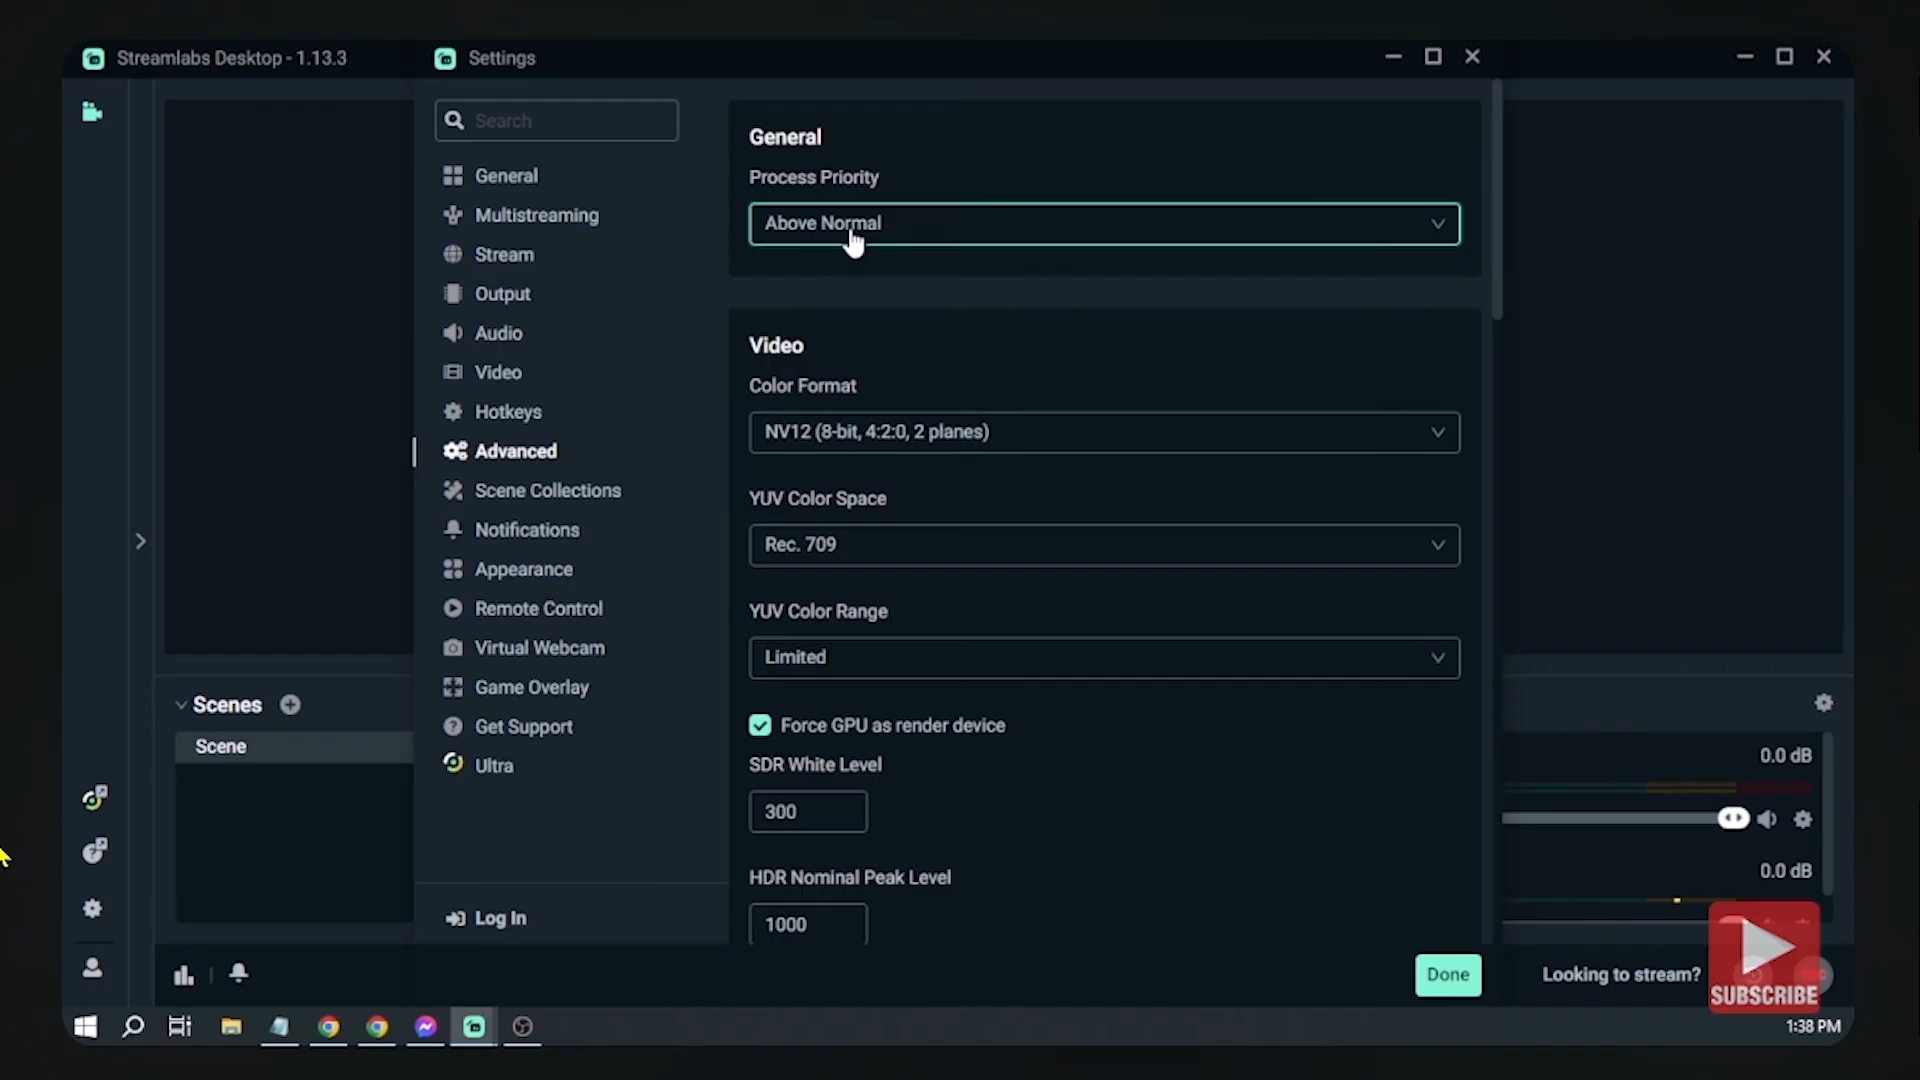 Streamlabs Desktop - 1.13.3
Settings
Search
General
Multistreaming
Stream
Output
Audio
Video
Hotkeys
Advanced
Scene Collections
Notifications
Appearance
Remote Control
Virtual Webcam
Game Overlay
Get Support
Ultra
Log In
General
Process Priority
Above Normal
Video
Color Format
NV12 (8-bit, 4:2:0, 2 planes)
YUV Color Space
Rec. 709
YUV Color Range
Limited
Force GPU as render device
SDR White Level
300
HDR Nominal Peak Level
1000
Done
Scenes
Scene
0.0 dB
0.0 dB
Looking to stream?
SUBSCRIBE
1:38 PM